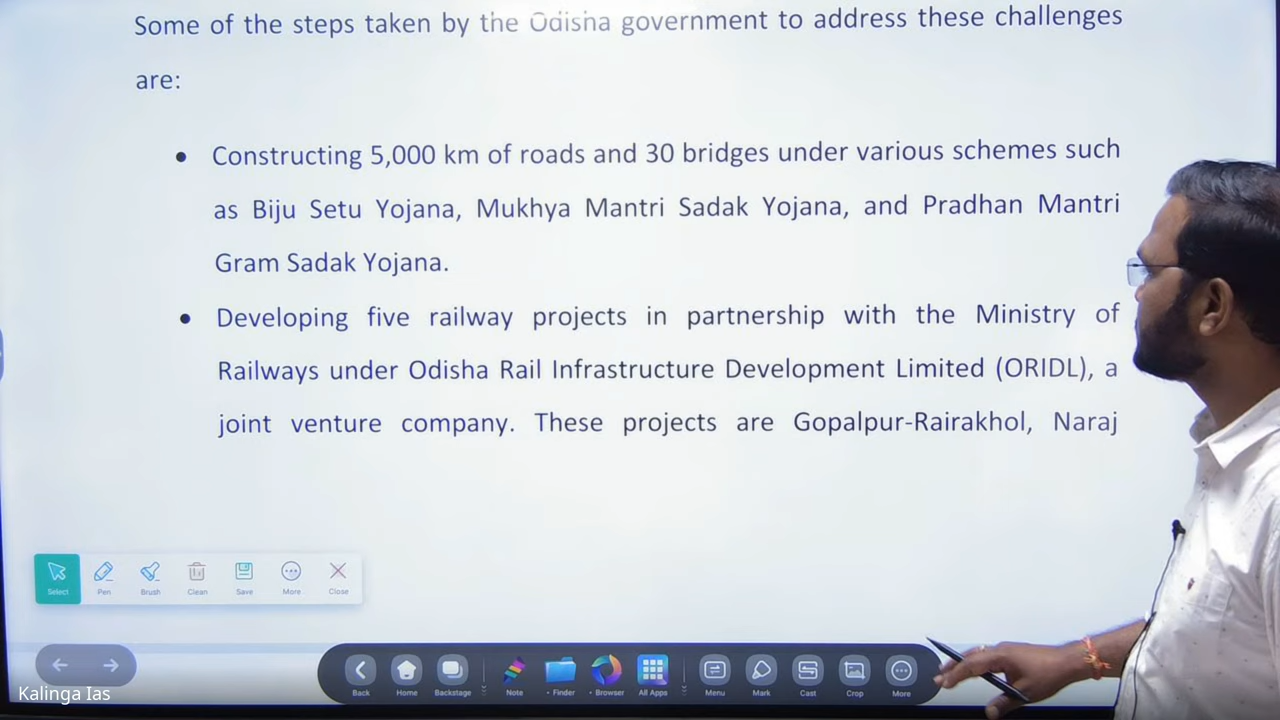 Some of the steps taken by the Odisha government to address these challenges
are:
• Constructing 5,000 km of roads and 30 bridges under various schemes such
as Biju Setu Yojana, Mukhya Mantri Sadak Yojana, and Pradhan Mantri
Gram Sadak Yojana.
• Developing five railway projects in partnership with the Ministry of
Railways under Odisha Rail Infrastructure Development Limited (ORIDL), a
joint venture company. These projects are Gopalpur-Rairakhol, Naraj
Select Pen Brush Clean Save More Close
Back Home Backstage Note • Finder • Browser All Apps Menu Mark Cast Crop More
Kalinga Ias